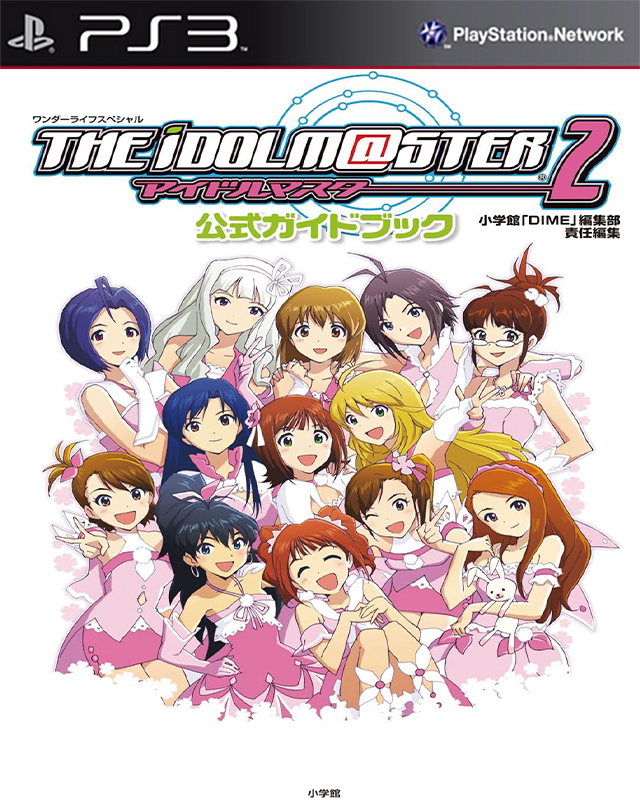 PS3™
PlayStation®Network
ワンダーライフスペシャル
THE iDOLM@STER 2
アイドルマスター
公式ガイドブック
小学館「DIME」編集部
責任編集
小学館